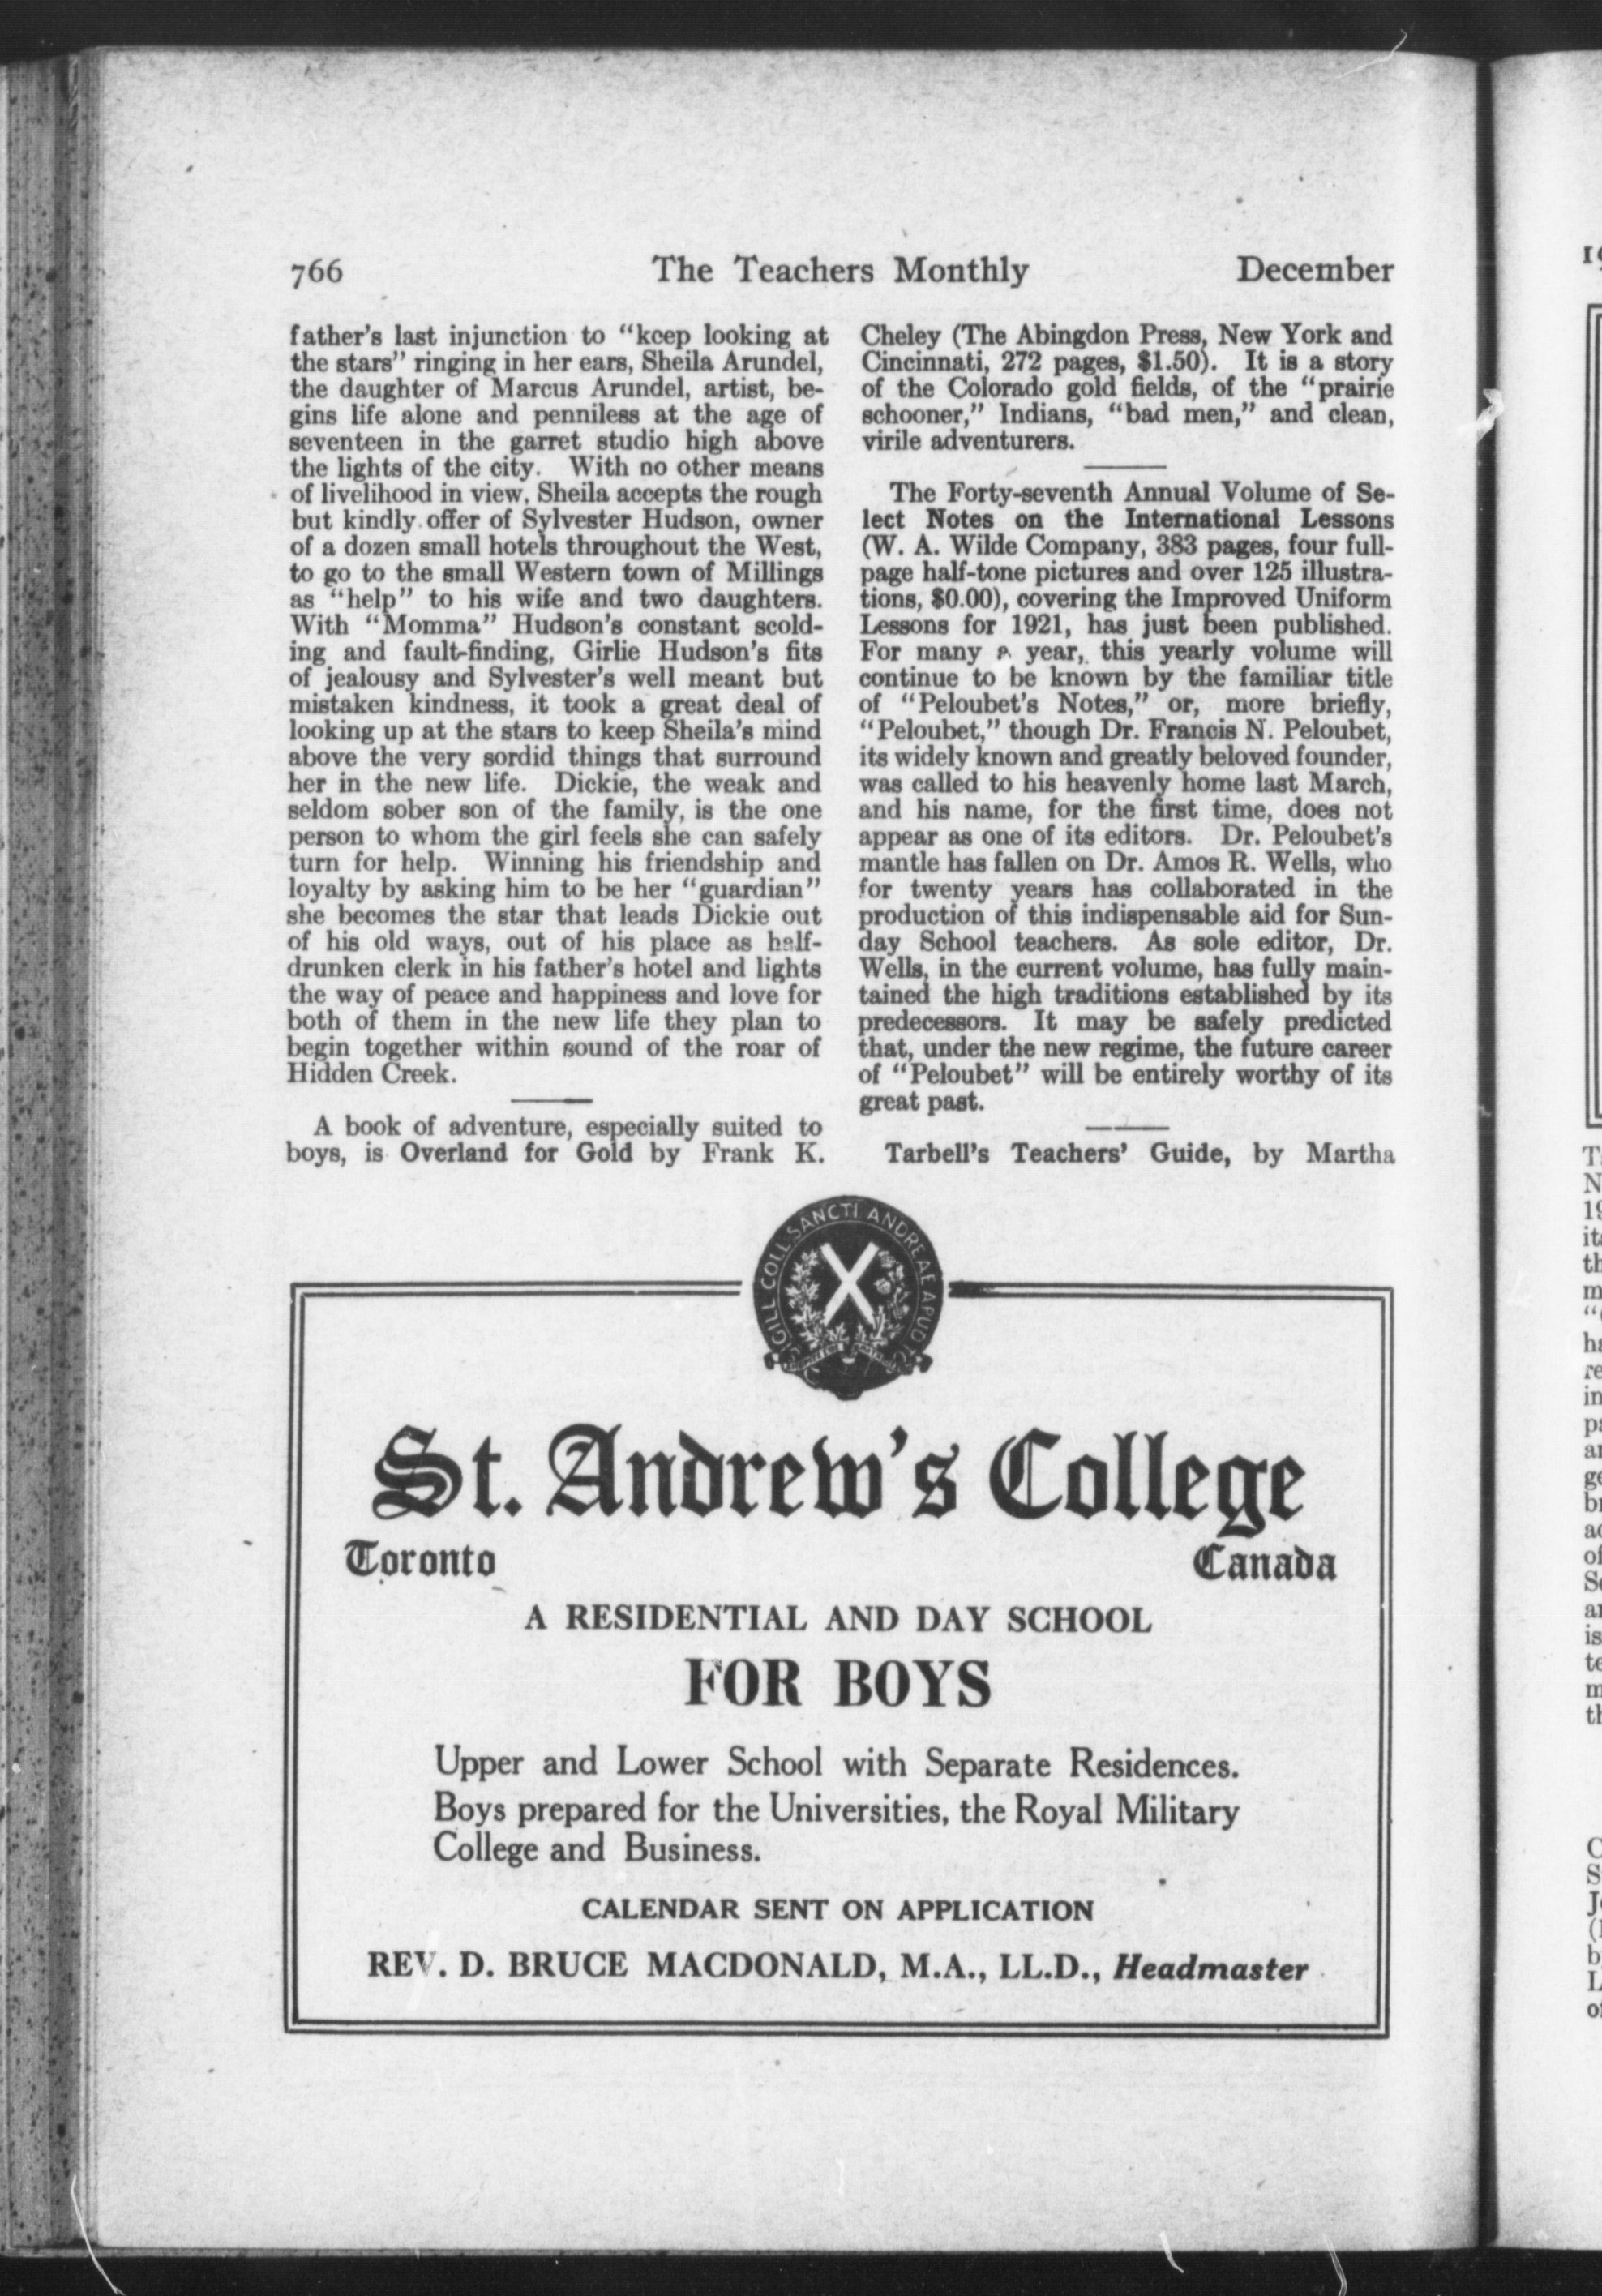 766 The Teachers Monthly December
father's last injunction to “keep looking at
the stars” ringing in her ears, Sheila Arundel,
the daughter of Marcus Arundel, artist, be-
gins life alone and penniless at the age of
seventeen in the garret studio high above
the lights of the city. With no other means
of livelihood in view, Sheila accepts the rough
but kindly offer of Sylvester Hudson, owner
of a dozen small hotels throughout the West,
to go to the small Western town of Millings
as “help” to his wife and two daughters.
With “Momma” Hudson's constant scold-
ing and fault-finding, Girlie Hudson's fits
of jealousy and Sylvester's well meant but
mistaken kindness, it took a great deal of
looking up at the stars to keep Sheila's mind
above the very sordid things that surround
her in the new life. Dickie, the weak and
seldom sober son of the family, is the one
person to whom the girl feels she can safely
turn for help. Winning his friendship and
loyalty by asking him to be her “guardian”
she becomes the star that leads Dickie out
of his old ways, out of his place as half-
drunken clerk in his father's hotel and lights
the way of peace and happiness and love for
both of them in the new life they plan to
begin together within sound of the roar of
Hidden Creek.
A book of adventure, especially suited to
boys, is Overland for Gold by Frank K.
Cheley (The Abingdon Press, New York and
Cincinnati, 272 pages, $1.50). It is a story
of the Colorado gold fields, of the “prairie
schooner,” Indians, “bad men,” and clean,
virile adventurers.
The Forty-seventh Annual Volume of Se-
lect Notes on the International Lessons
(W. A. Wilde Company, 383 pages, four full-
page half-tone pictures and over 125 illustra-
tions, $0.00), covering the Improved Uniform
Lessons for 1921, has just been published.
For many a year, this yearly volume will
continue to be known by the familiar title
of “Peloubet's Notes,” or, more briefly,
“Peloubet,” though Dr. Francis N. Peloubet,
its widely known and greatly beloved founder,
was called to his heavenly home last March,
and his name, for the first time, does not
appear as one of its editors. Dr. Peloubet's
mantle has fallen on Dr. Amos R. Wells, who
for twenty years has collaborated in the
production of this indispensable aid for Sun-
day School teachers. As sole editor, Dr.
Wells, in the current volume, has fully main-
tained the high traditions established by its
predecessors. It may be safely predicted
that, under the new regime, the future career
of “Peloubet” will be entirely worthy of its
great past.
Tarbell's Teachers' Guide, by Martha
SIGILL COLL SANCTI ANDREAE APUD
St. Andrew's College
Toronto Canada
A RESIDENTIAL AND DAY SCHOOL
FOR BOYS
Upper and Lower School with Separate Residences.
Boys prepared for the Universities, the Royal Military
College and Business.
CALENDAR SENT ON APPLICATION
REV. D. BRUCE MACDONALD, M.A., LL.D., Headmaster